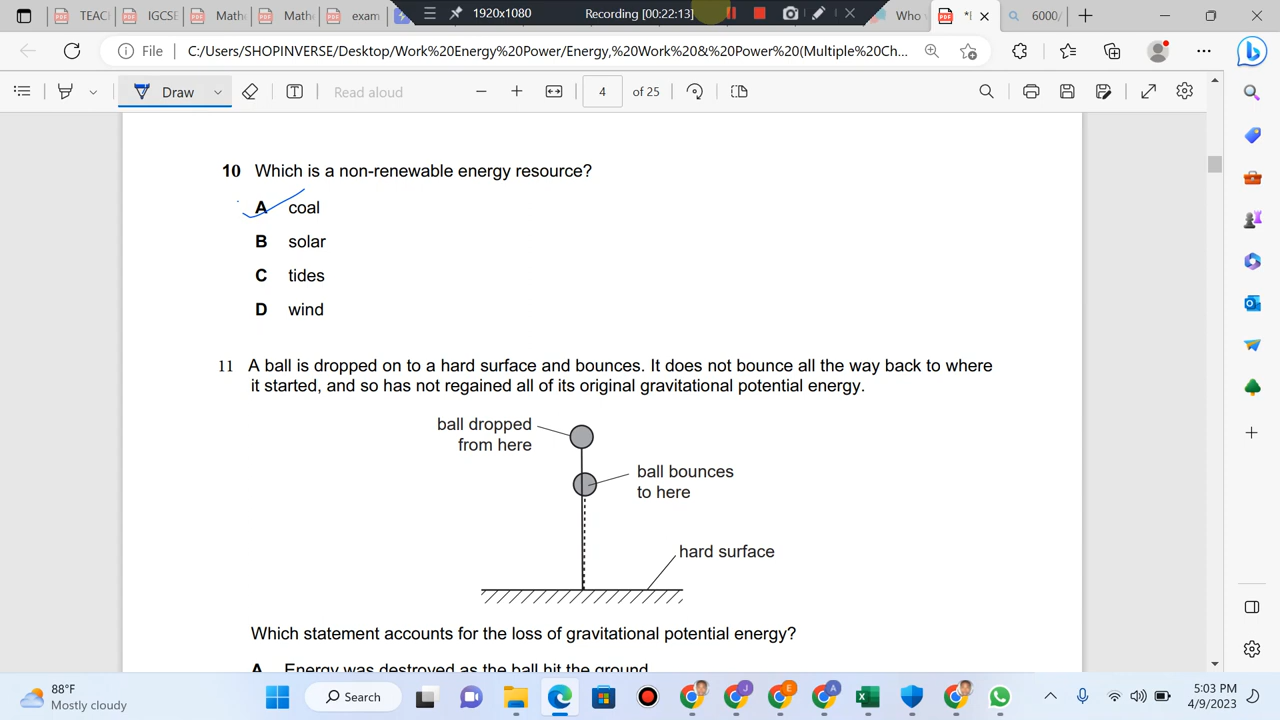 TEAC
IGCSE
Math
Math
exam
1920x1080
Recording [00:22:13]
Who v
6000/
File
C:/Users/SHOPINVERSE/Desktop/Work%20Energy%20Power/Energy,%20Work%20&%20Power%20(Multiple%20Ch...
Draw
Read aloud
4
of 25
10 Which is a non-renewable energy resource?
A coal
B solar
C tides
D wind
11 A ball is dropped on to a hard surface and bounces. It does not bounce all the way back to where
it started, and so has not regained all of its original gravitational potential energy.
ball dropped
from here
ball bounces
to here
hard surface
Which statement accounts for the loss of gravitational potential energy?
A Energy was destroyed as the ball hit the ground.
88°F
Mostly cloudy
Search
J
E
A
5:03 PM
4/9/2023